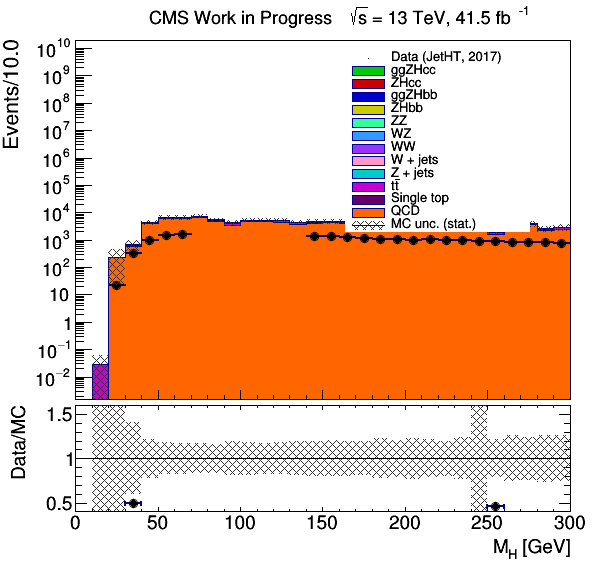 CMS Work in Progress √s = 13 TeV, 41.5 fb⁻¹
Events/10.0
10¹⁰
10⁹
10⁸
10⁷
10⁶
10⁵
10⁴
10³
10²
10
1
10⁻¹
10⁻²
Data (JetHT, 2017)
ggZHcc
ZHcc
ggZHbb
ZHbb
ZZ
WZ
WW
W + jets
Z + jets
tt̄
Single top
QCD
MC unc. (stat.)
Data/MC
1.5
1
0.5
0 50 100 150 200 250 300
M_H [GeV]